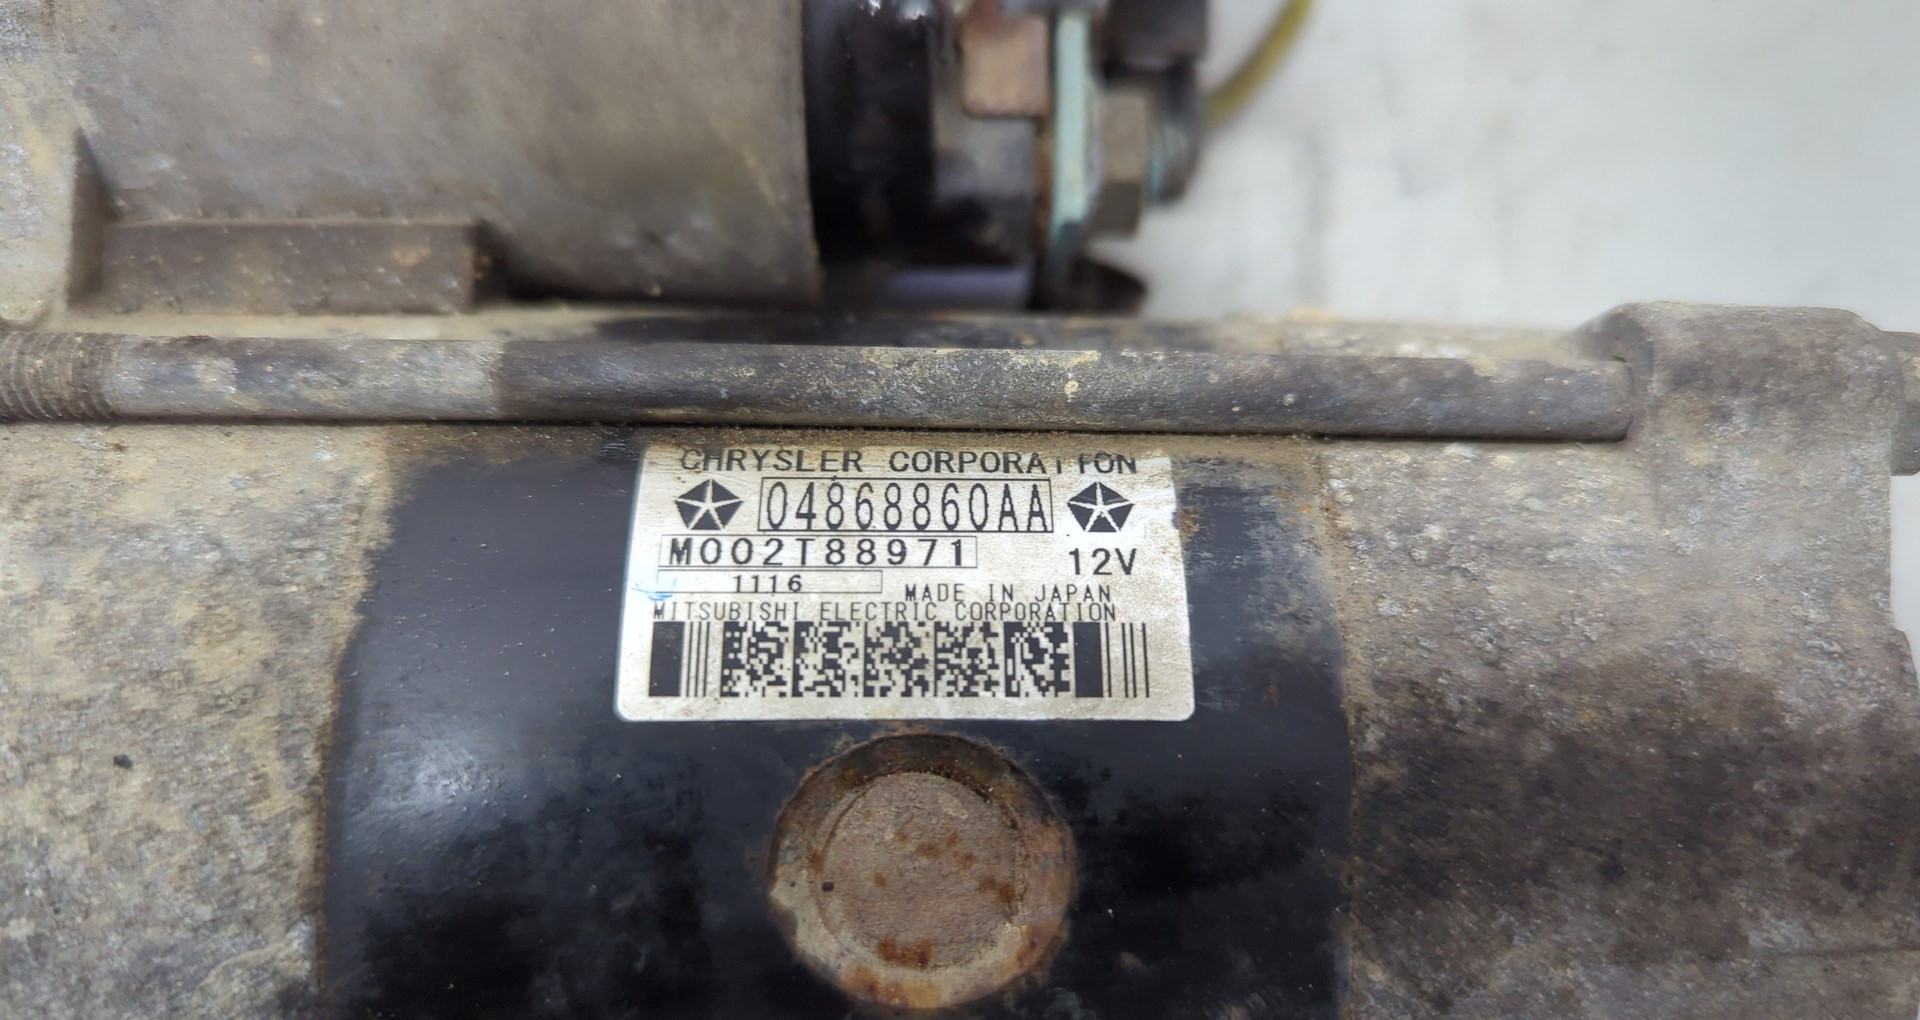 CHRYSLER CORPORATION
04868860AA
M002T88971
12V
1116
MADE IN JAPAN
MITSUBISHI ELECTRIC CORPORATION